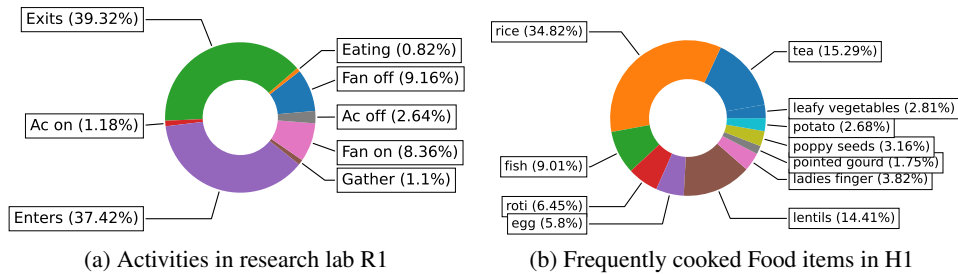 Exits (39.32%)
Eating (0.82%)
Fan off (9.16%)
Ac on (1.18%)
Ac off (2.64%)
Fan on (8.36%)
Gather (1.1%)
Enters (37.42%)
(a) Activities in research lab R1
rice (34.82%)
tea (15.29%)
leafy vegetables (2.81%)
potato (2.68%)
poppy seeds (3.16%)
pointed gourd (1.75%)
ladies finger (3.82%)
fish (9.01%)
roti (6.45%)
egg (5.8%)
lentils (14.41%)
(b) Frequently cooked Food items in H1